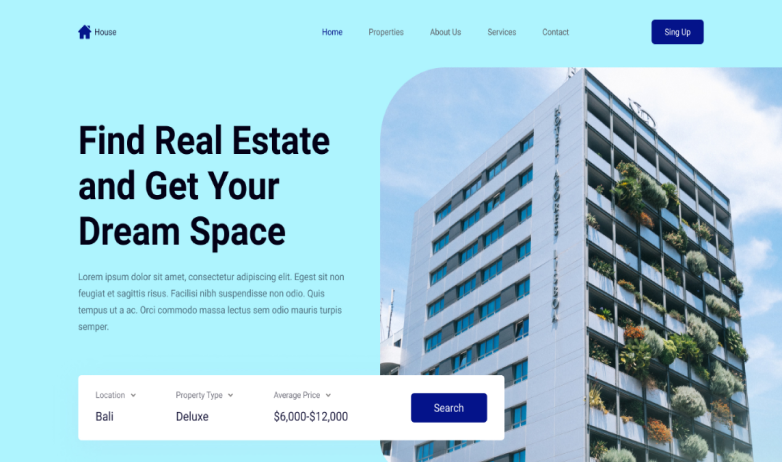 House
Home Properties About Us Services Contact
Sing Up
Find Real Estate
and Get Your
Dream Space
Lorem ipsum dolor sit amet, consectetur adipiscing elit. Egest sit non
feugiat et sagittis risus. Facilisi nibh suspendisse non odio. Quis
tempus ut a ac. Orci commodo massa lectus sem odio mauris turpis
semper.
Location Property Type Average Price
Bali Deluxe $6,000-$12,000
Search